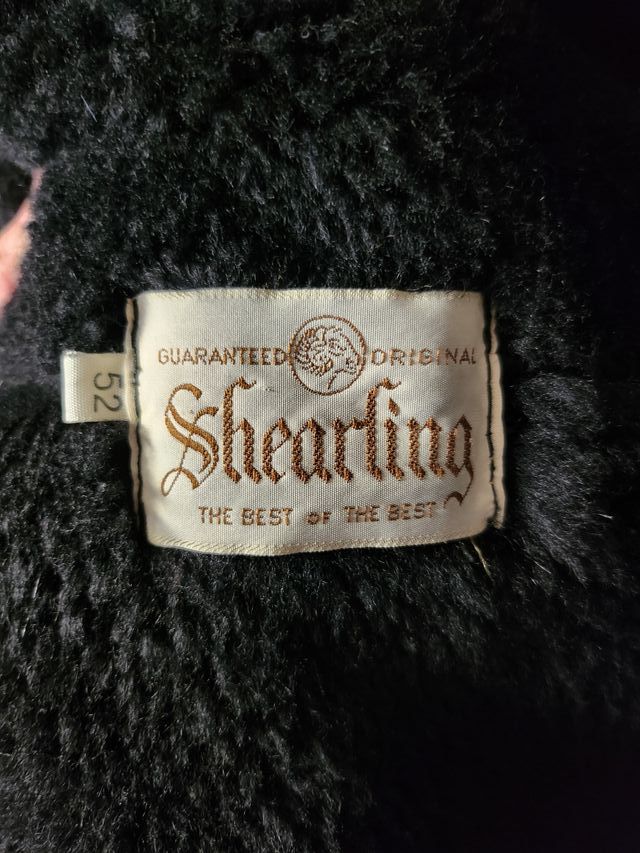 GUARANTEED ORIGINAL
Shearling
THE BEST OF THE BEST
52